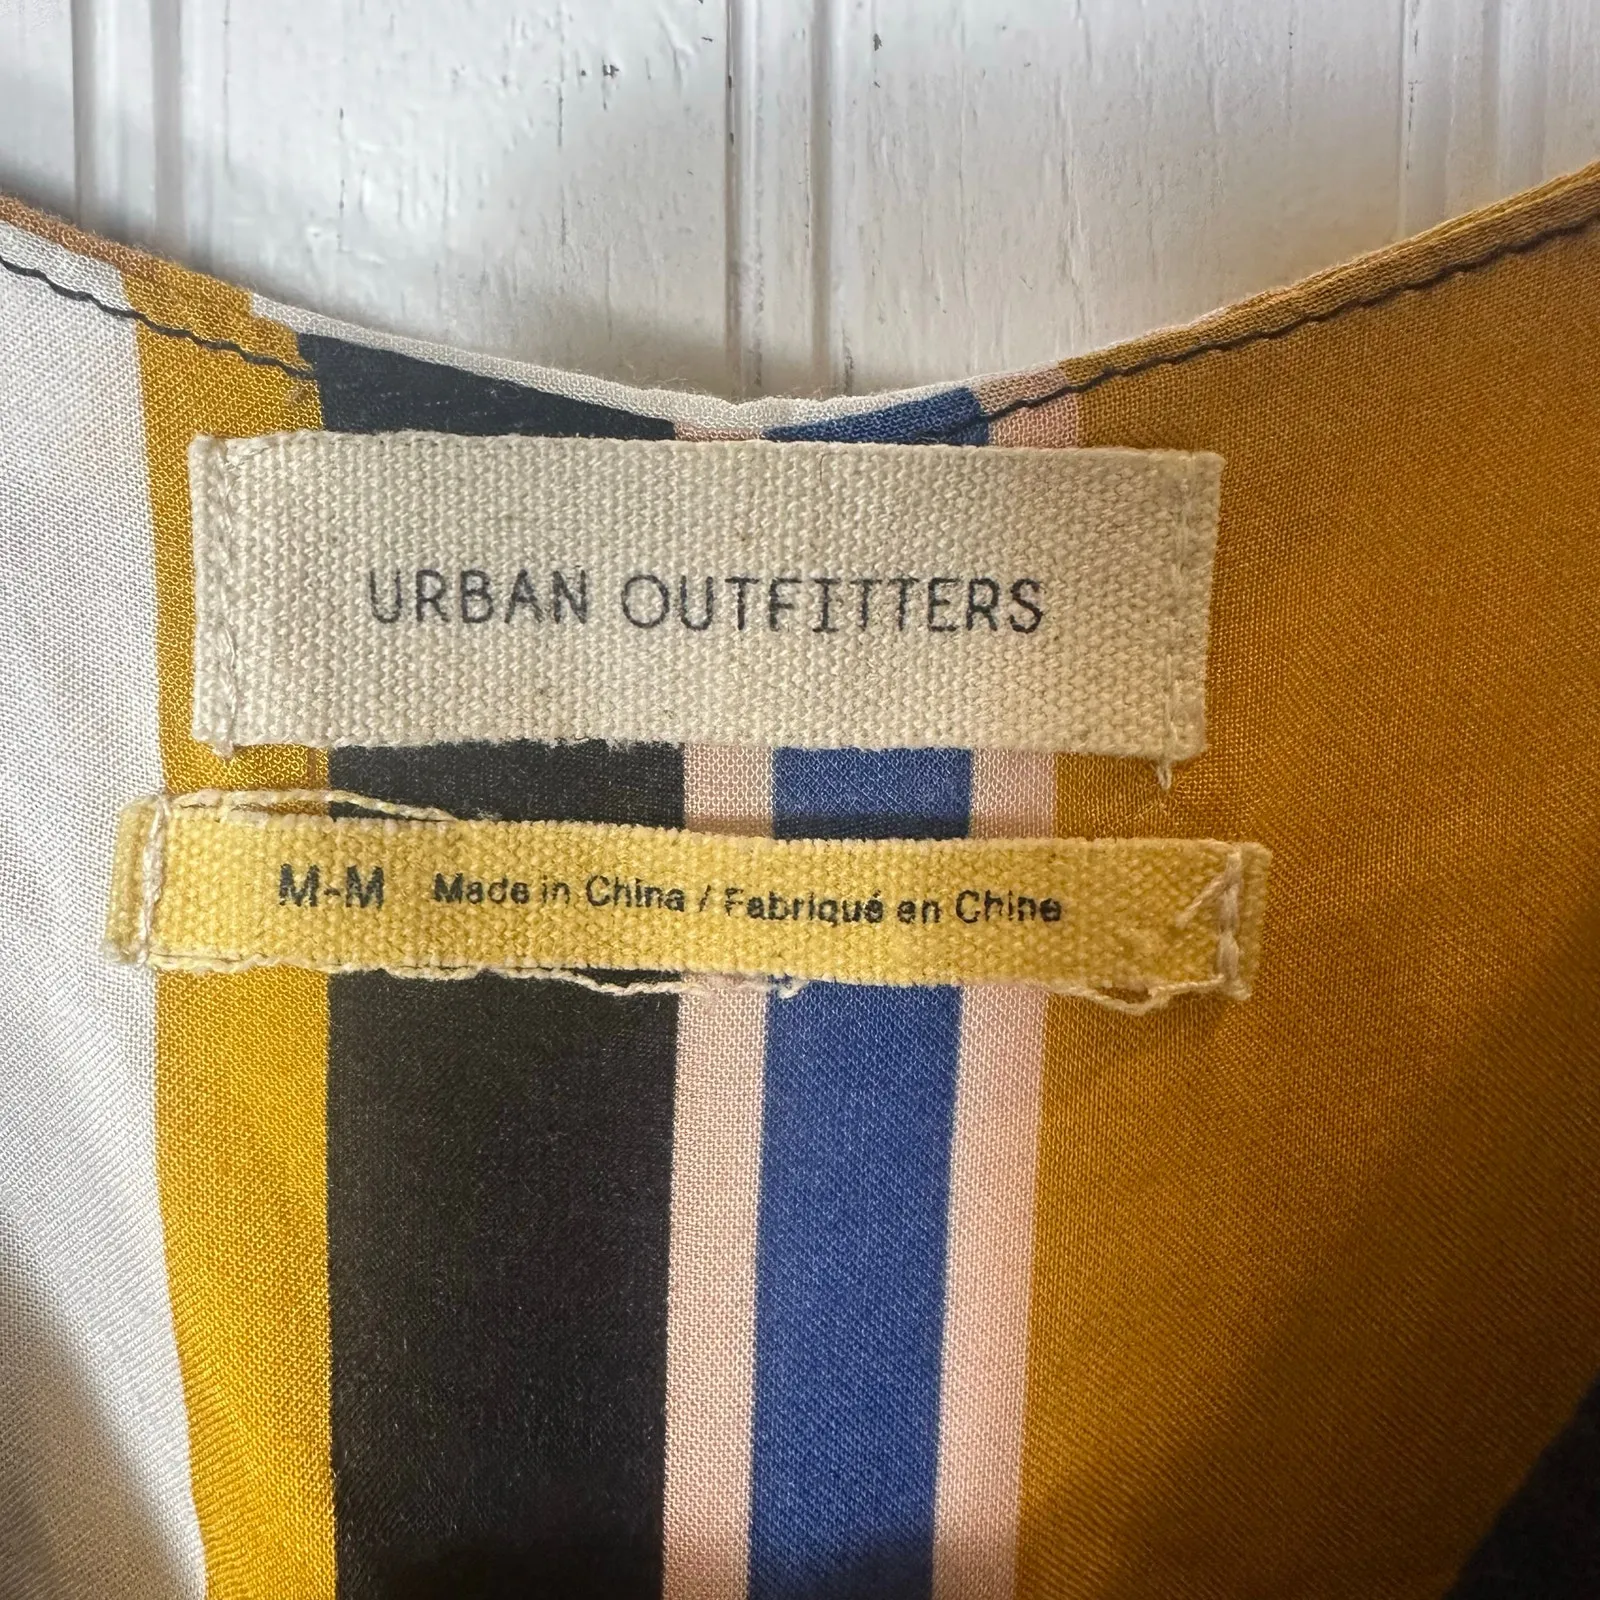 URBAN OUTFITTERS
M-M Made in China / Fabriqué en Chine